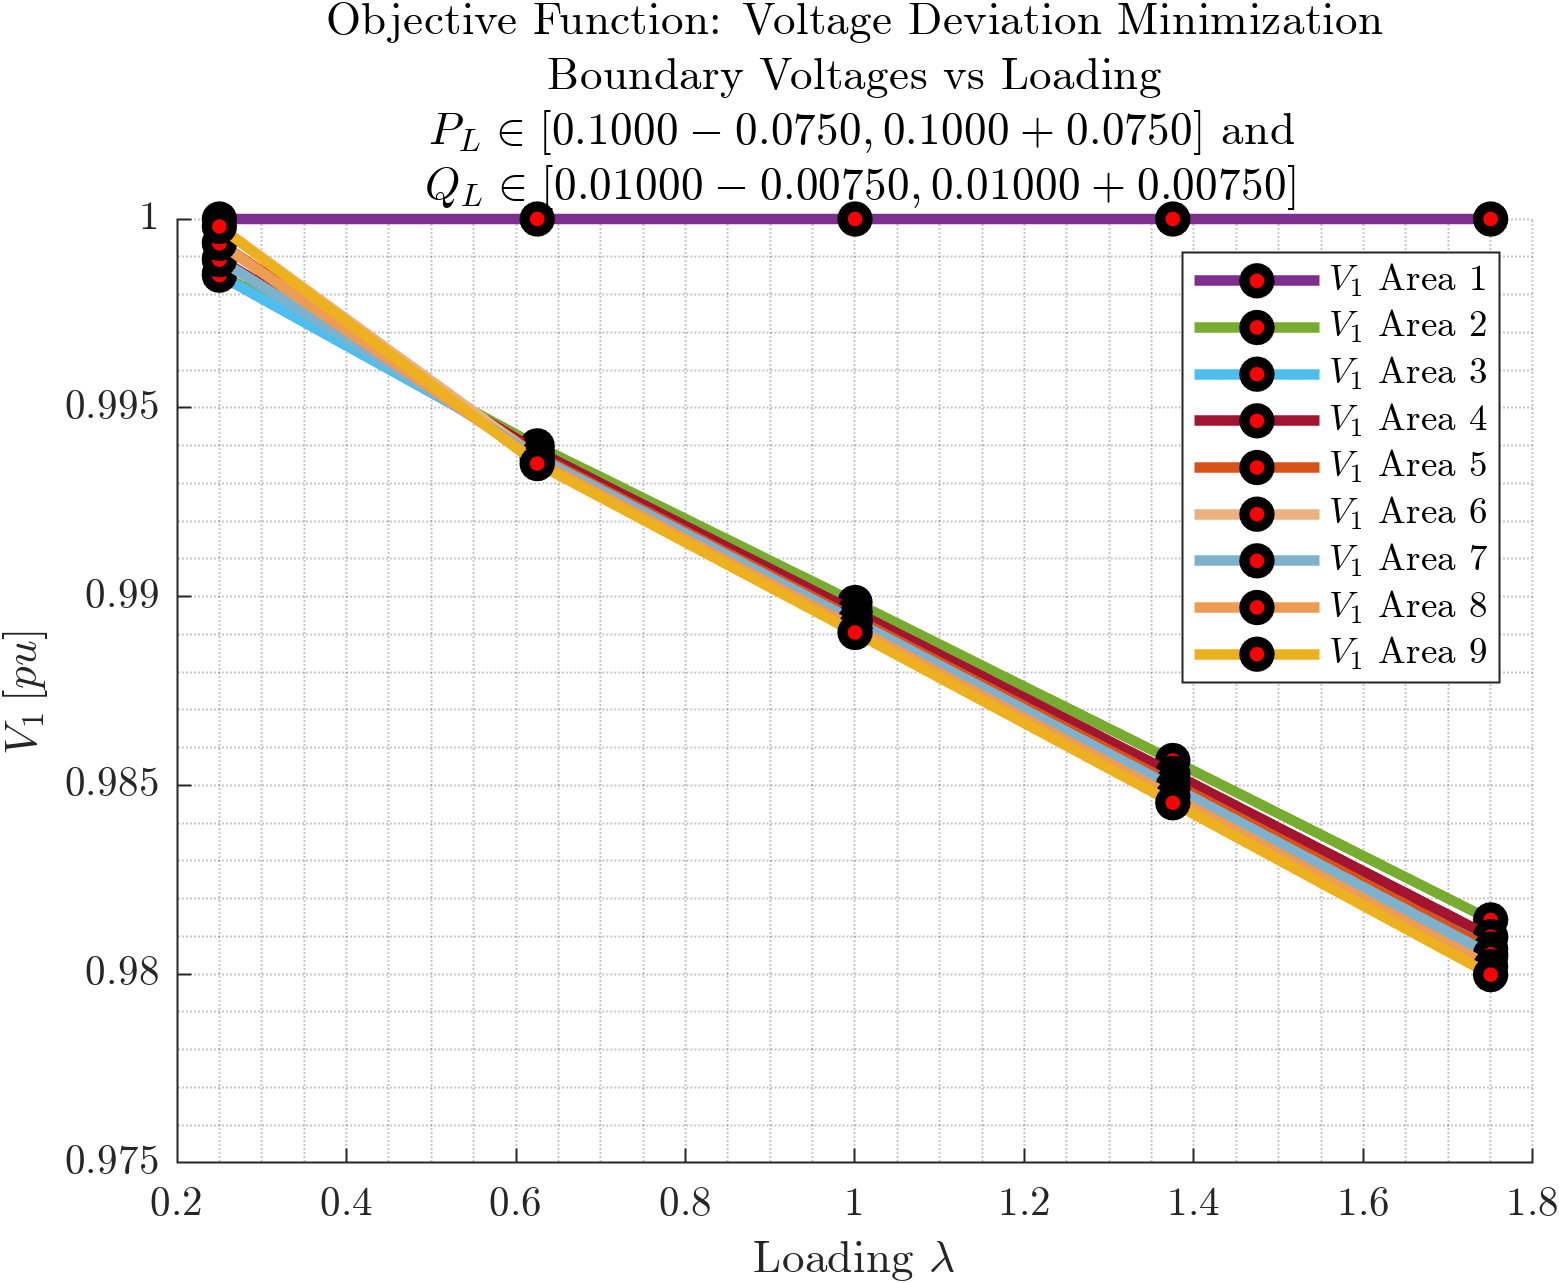 Objective Function: Voltage Deviation Minimization
Boundary Voltages vs Loading
P_L ∈ [0.1000 − 0.0750, 0.1000 + 0.0750] and
Q_L ∈ [0.01000 − 0.00750, 0.01000 + 0.00750]
1
0.995
0.99
0.985
0.98
0.975
V_1 [pu]
V_1 Area 1
V_1 Area 2
V_1 Area 3
V_1 Area 4
V_1 Area 5
V_1 Area 6
V_1 Area 7
V_1 Area 8
V_1 Area 9
0.2 0.4 0.6 0.8 1 1.2 1.4 1.6 1.8
Loading λ